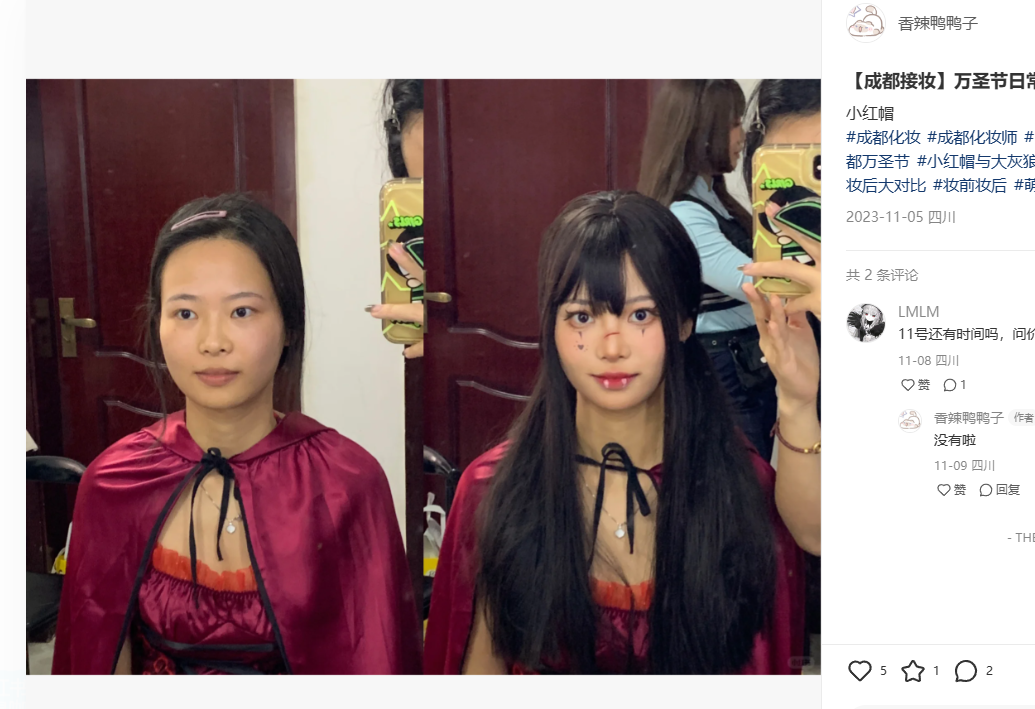 香辣鸭鸭子
【成都接妆】万圣节日常
小红帽
#成都化妆 #成都化妆师 #
都万圣节 #小红帽与大灰狼
妆后大对比 #妆前妆后 #萌
2023-11-05 四川
共 2 条评论
LMLM
11号还有时间吗，问价
11-08 四川
赞 1
香辣鸭鸭子 作者
没有啦
11-09 四川
赞 回复
- THE
5 1 2